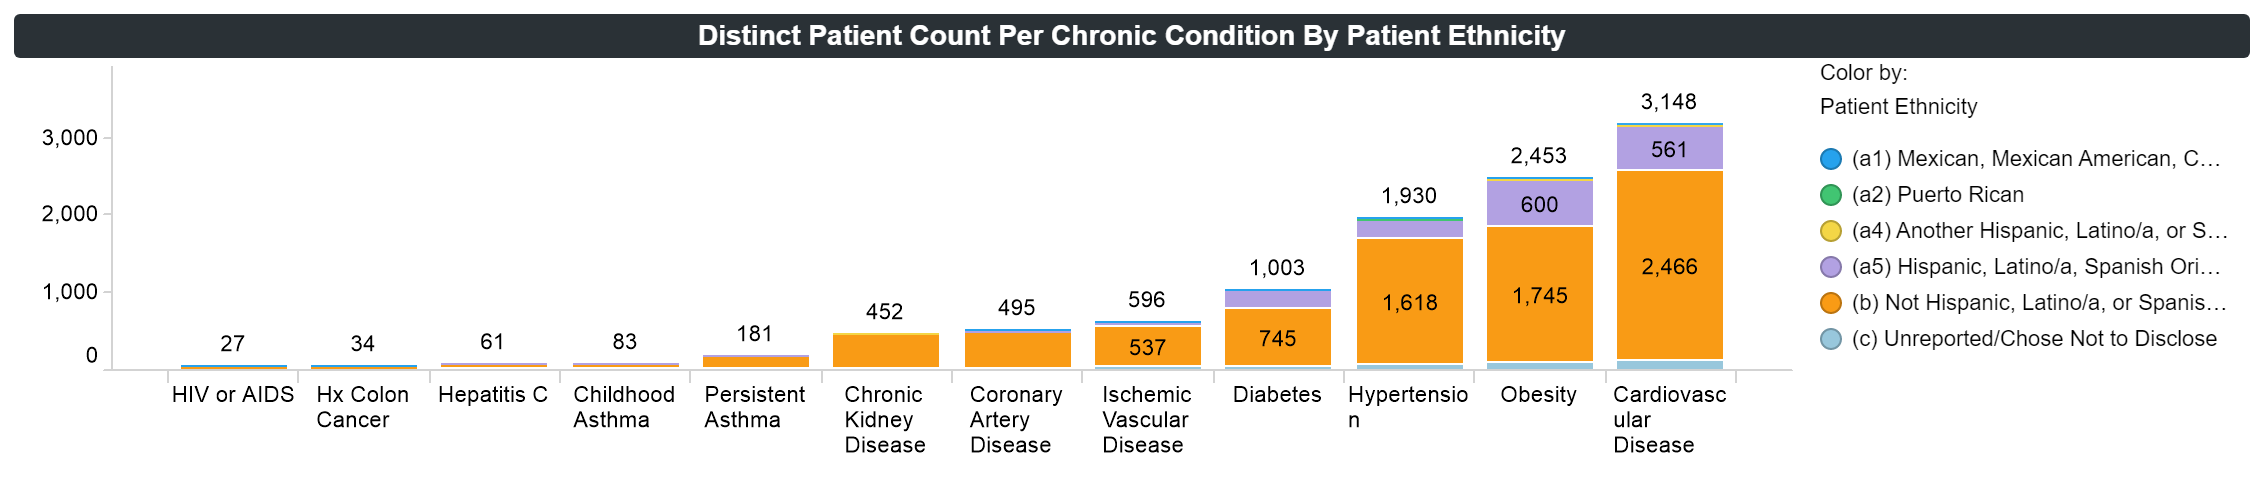 Distinct Patient Count Per Chronic Condition By Patient Ethnicity
Color by:
Patient Ethnicity
(a1) Mexican, Mexican American, C...
(a2) Puerto Rican
(a4) Another Hispanic, Latino/a, or S...
(a5) Hispanic, Latino/a, Spanish Ori...
(b) Not Hispanic, Latino/a, or Spanis...
(c) Unreported/Chose Not to Disclose
3,000
2,000
1,000
0
27
34
61
83
181
452
495
596
537
1,003
745
1,930
1,618
2,453
600
1,745
3,148
561
2,466
HIV or AIDS
Hx Colon
Cancer
Hepatitis C
Childhood
Asthma
Persistent
Asthma
Chronic
Kidney
Disease
Coronary
Artery
Disease
Ischemic
Vascular
Disease
Diabetes
Hypertensio
n
Obesity
Cardiovasc
ular
Disease